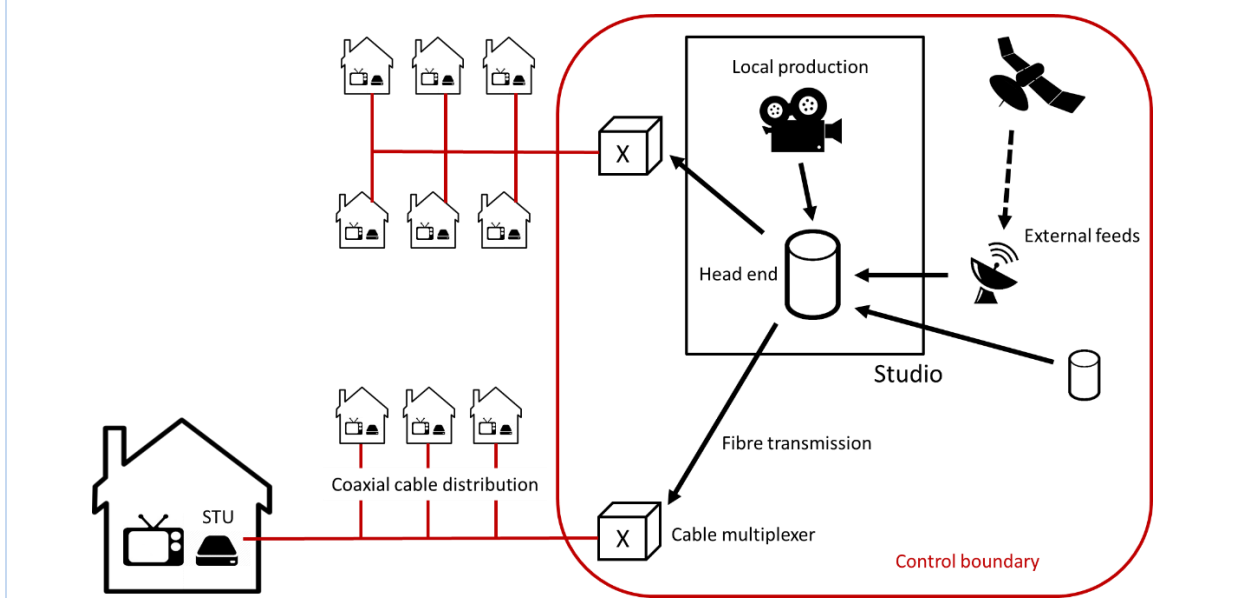 Local production
X
External feeds
Head end
Studio
Fibre transmission
Coaxial cable distribution
STU
X
Cable multiplexer
Control boundary